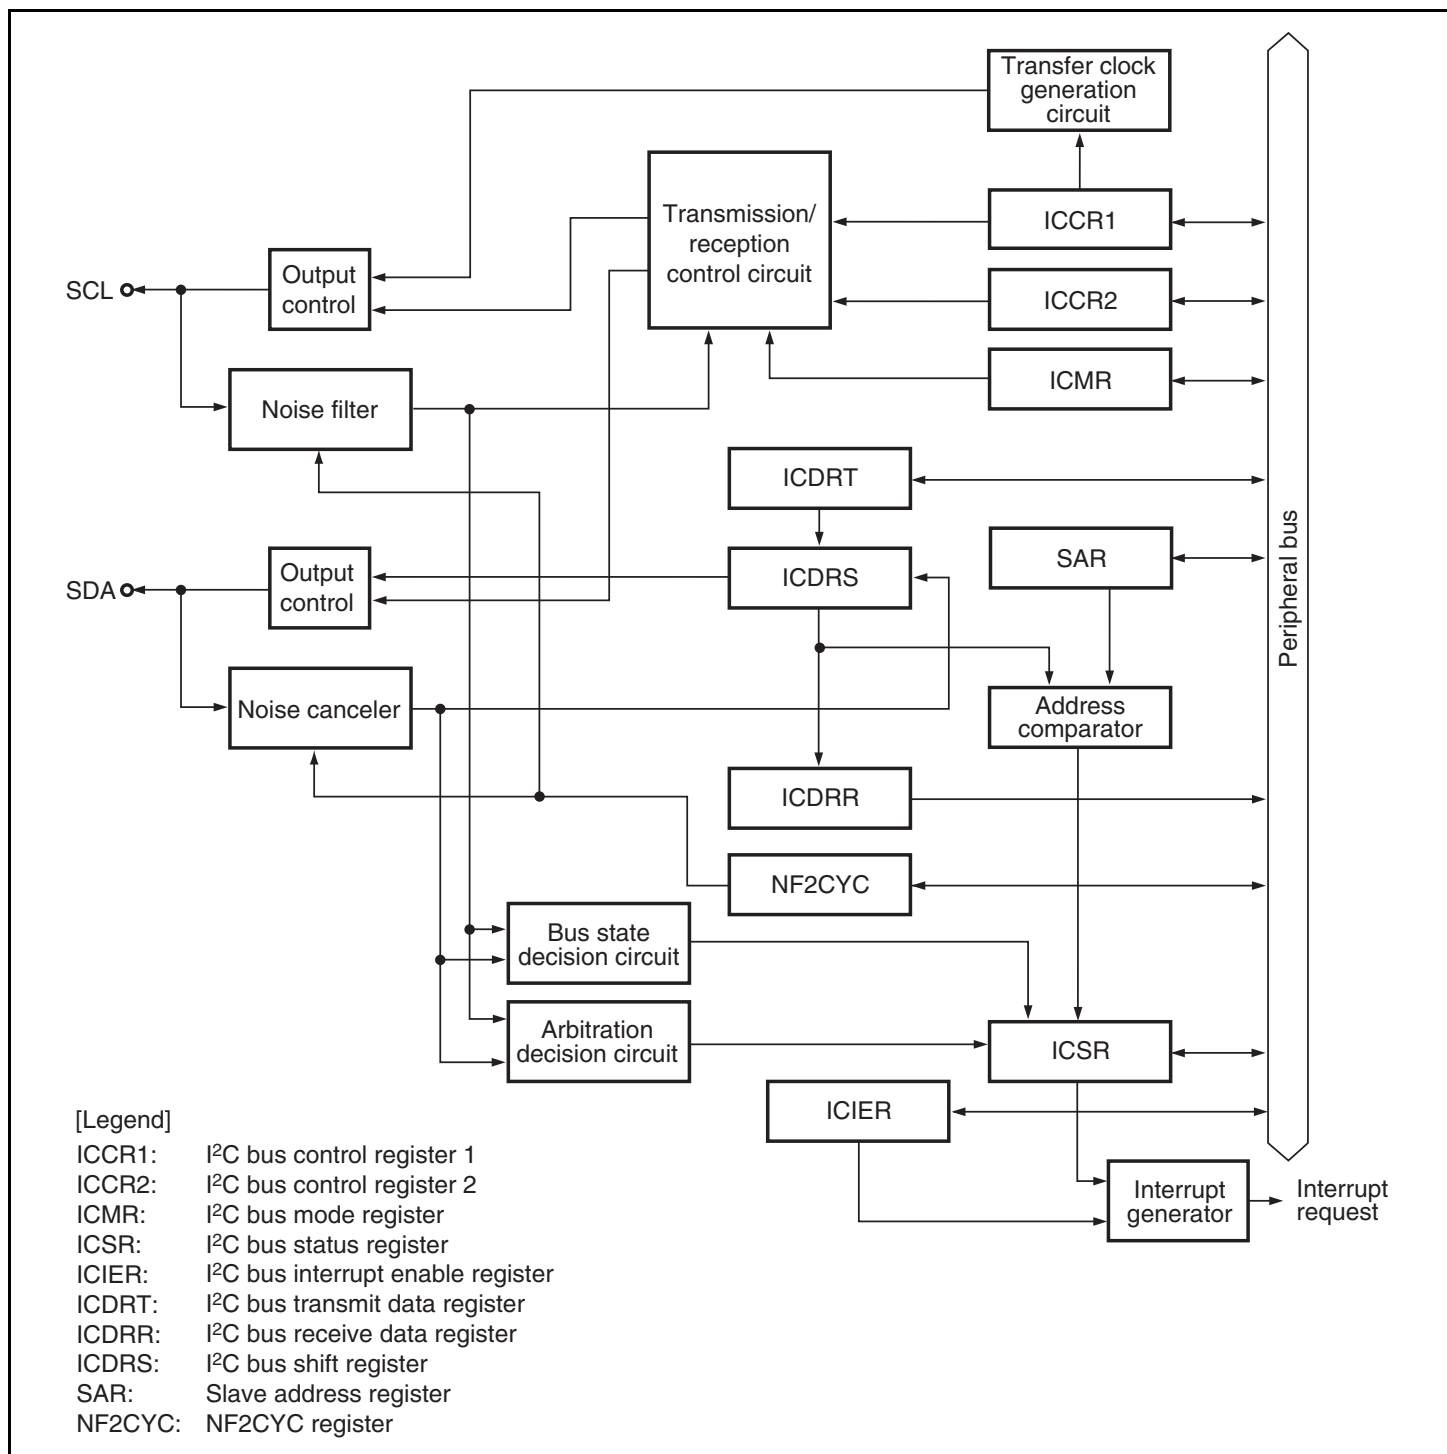 Transfer clock
generation
circuit
Transmission/
reception
control circuit
ICCR1
Output
control
SCL
ICCR2
ICMR
Noise filter
ICDRT
Peripheral bus
SAR
Output
control
SDA
ICDRS
Noise canceler
Address
comparator
ICDRR
NF2CYC
Bus state
decision circuit
Arbitration
decision circuit
ICSR
ICIER
Interrupt
generator
Interrupt
request
[Legend]
ICCR1: I²C bus control register 1
ICCR2: I²C bus control register 2
ICMR: I²C bus mode register
ICSR: I²C bus status register
ICIER: I²C bus interrupt enable register
ICDRT: I²C bus transmit data register
ICDRR: I²C bus receive data register
ICDRS: I²C bus shift register
SAR: Slave address register
NF2CYC: NF2CYC register